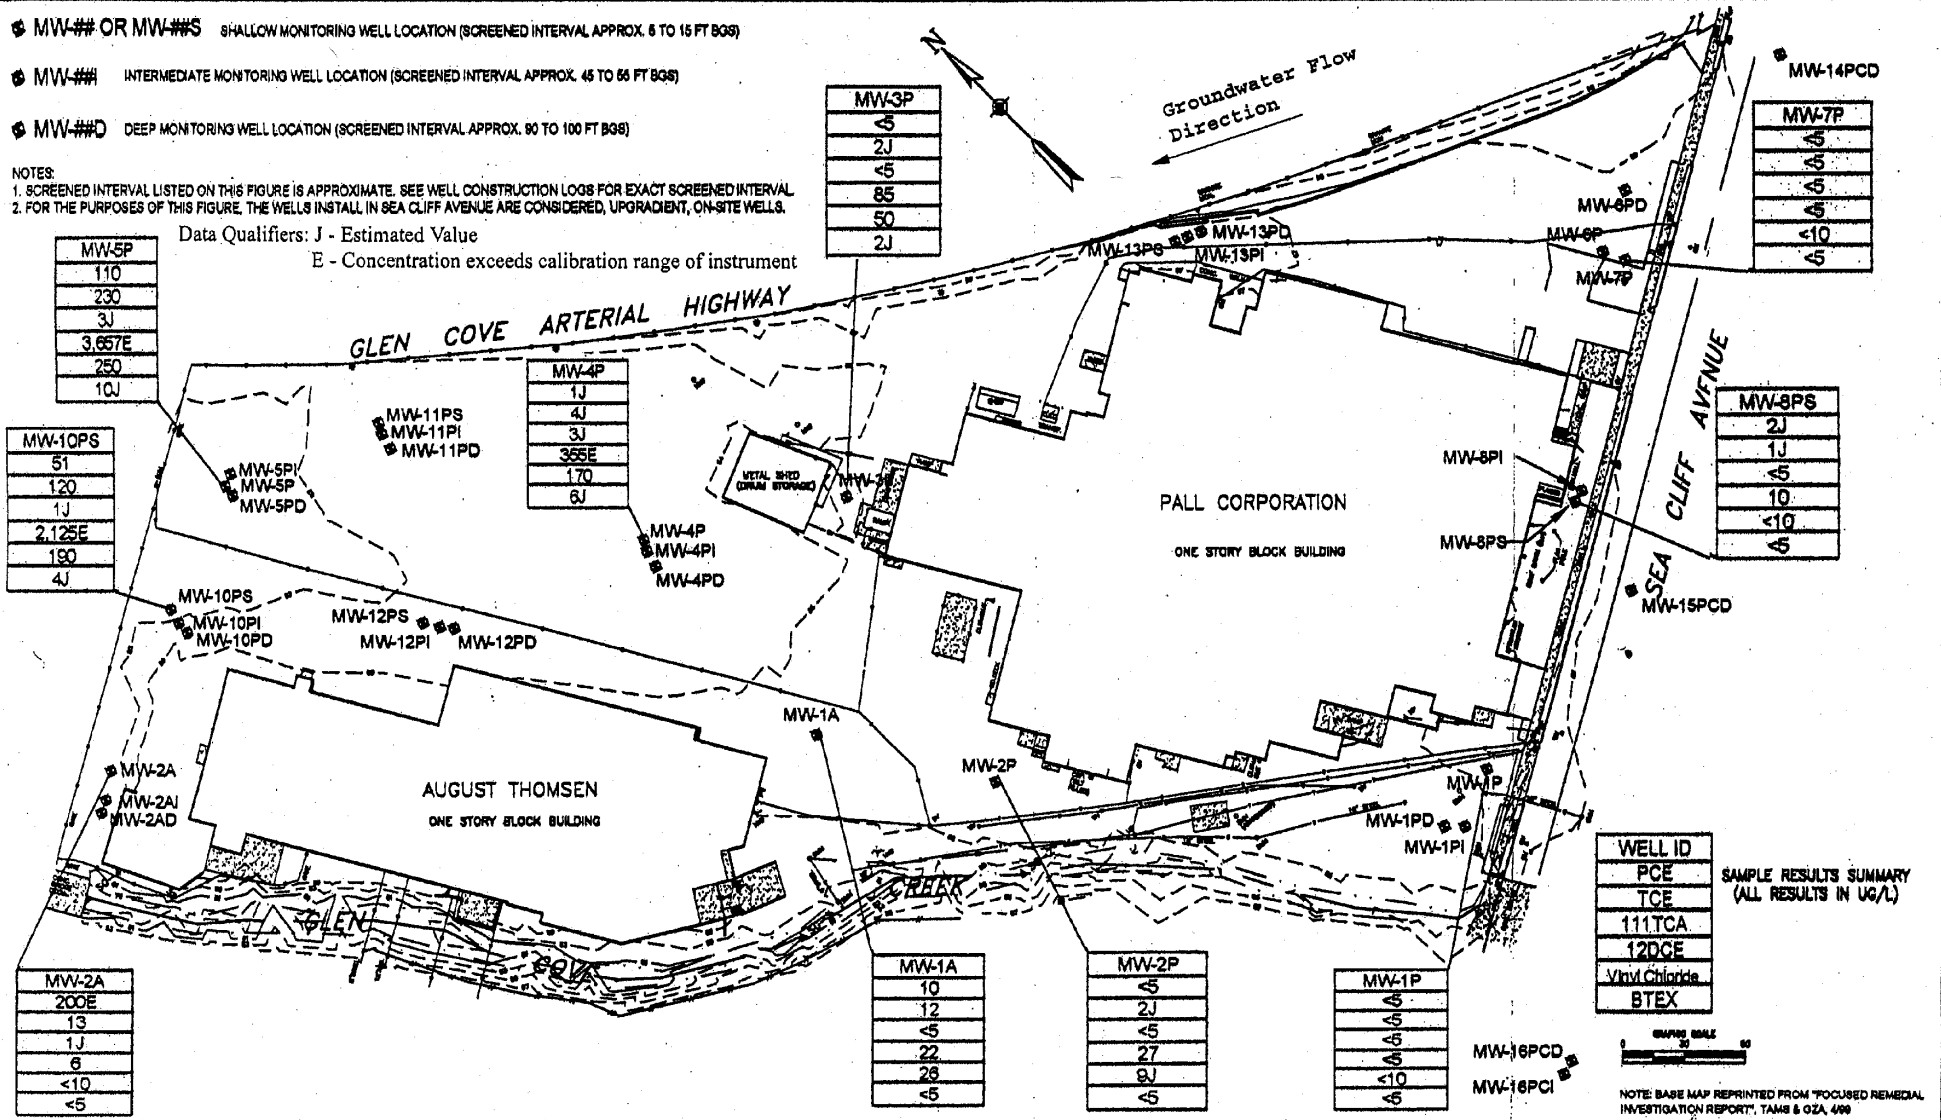 MW-## OR MW-##S SHALLOW MONITORING WELL LOCATION (SCREENED INTERVAL APPROX. 5 TO 15 FT BGS)
MW-##I INTERMEDIATE MONITORING WELL LOCATION (SCREENED INTERVAL APPROX. 45 TO 55 FT BGS)
MW-##D DEEP MONITORING WELL LOCATION (SCREENED INTERVAL APPROX. 90 TO 100 FT BGS)
NOTES:
1. SCREENED INTERVAL LISTED ON THIS FIGURE IS APPROXIMATE. SEE WELL CONSTRUCTION LOGS FOR EXACT SCREENED INTERVAL
2. FOR THE PURPOSES OF THIS FIGURE, THE WELLS INSTALL IN SEA CLIFF AVENUE ARE CONSIDERED, UPGRADIENT, ON-SITE WELLS.
Data Qualifiers: J - Estimated Value
E - Concentration exceeds calibration range of instrument
N
Groundwater Flow
Direction
MW-3P
<5
2J
<5
85
50
2J
MW-14PCD
MW-7P
<5
<5
<5
<5
<10
<5
MW-5P
110
230
3J
3,657E
250
10J
GLEN COVE ARTERIAL HIGHWAY
MW-13PS
MW-13PD
MW-13PI
MW-6PD
MW-6P
MW-7P
MW-4P
1J
4J
3J
355E
170
6J
MW-10PS
51
120
1J
2,125E
190
4J
MW-11PS
MW-11PI
MW-11PD
MW-5PI
MW-5P
MW-5PD
METAL SHED
(DRUM STORAGE)
MW-4P
MW-4PI
MW-4PD
PALL CORPORATION
ONE STORY BLOCK BUILDING
SEA CLIFF AVENUE
MW-8PI
MW-8PS
MW-8PS
2J
1J
<5
10
<10
<5
MW-15PCD
MW-10PS
MW-10PI
MW-10PD
MW-12PS
MW-12PI
MW-12PD
MW-1A
MW-2P
MW-2A
MW-2AI
MW-2AD
AUGUST THOMSEN
ONE STORY BLOCK BUILDING
MW-1P
MW-1PD
MW-1PI
GLEN
COVE
CREEK
WELL ID
PCE
TCE
111TCA
12DCE
Vinyl Chloride
BTEX
SAMPLE RESULTS SUMMARY
(ALL RESULTS IN UG/L)
MW-2A
200E
13
1J
6
<10
<5
MW-1A
10
12
<5
22
26
<5
MW-2P
<5
2J
<5
27
9J
<5
MW-1P
<5
<5
<5
<5
<10
<5
MW-16PCD
MW-16PCI
GRAPHIC SCALE
0 30 60
NOTE: BASE MAP REPRINTED FROM "FOCUSED REMEDIAL
INVESTIGATION REPORT", TAMS & GZA, 4/99